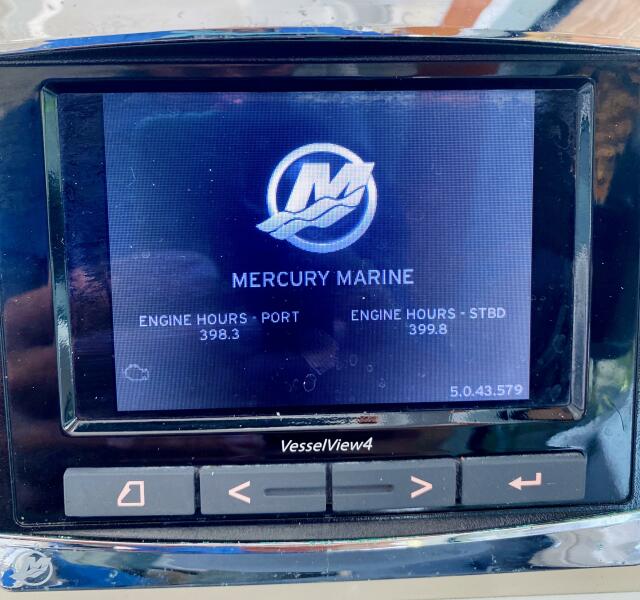 M
MERCURY MARINE
ENGINE HOURS - PORT
398.3
ENGINE HOURS - STBD
399.8
5.0.43.579
VesselView4